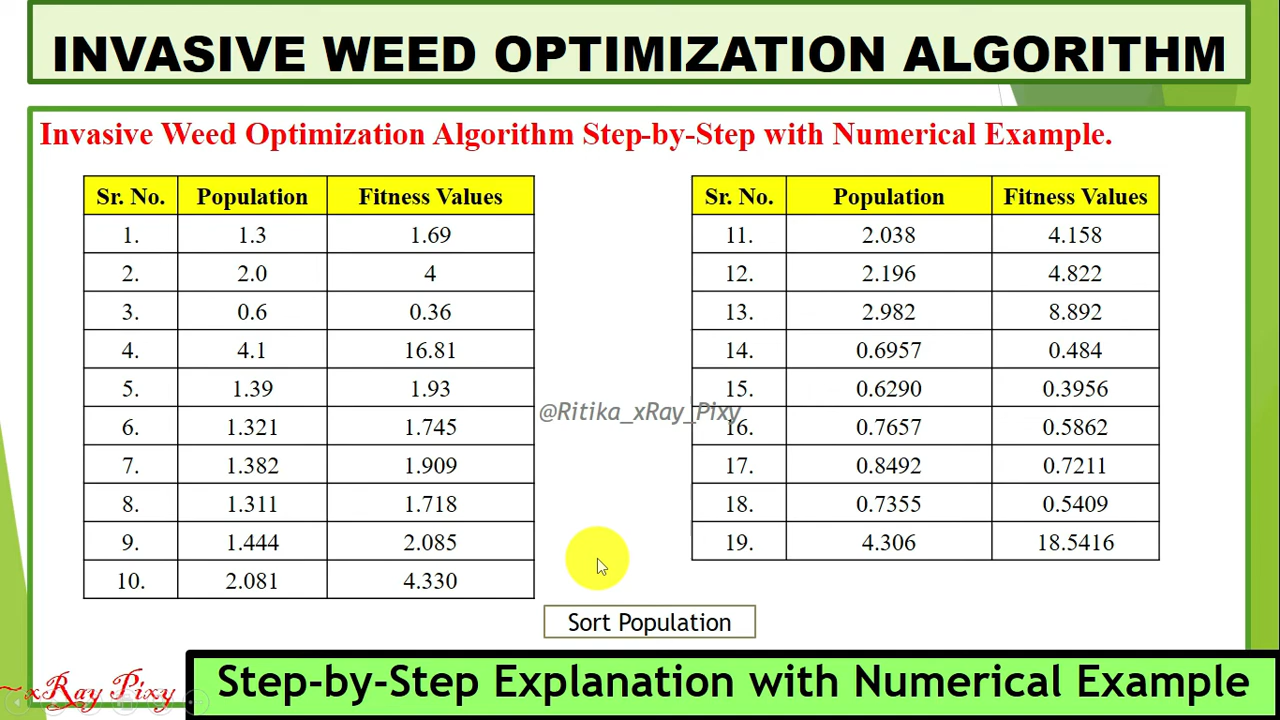 INVASIVE WEED OPTIMIZATION ALGORITHM
Invasive Weed Optimization Algorithm Step-by-Step with Numerical Example.
Sr. No. Population Fitness Values
1. 1.3 1.69
2. 2.0 4
3. 0.6 0.36
4. 4.1 16.81
5. 1.39 1.93
6. 1.321 1.745
7. 1.382 1.909
8. 1.311 1.718
9. 1.444 2.085
10. 2.081 4.330
Sr. No. Population Fitness Values
11. 2.038 4.158
12. 2.196 4.822
13. 2.982 8.892
14. 0.6957 0.484
15. 0.6290 0.3956
16. 0.7657 0.5862
17. 0.8492 0.7211
18. 0.7355 0.5409
19. 4.306 18.5416
@Ritika_xRay_Pixy
Sort Population
~xRay Pixy
Step-by-Step Explanation with Numerical Example